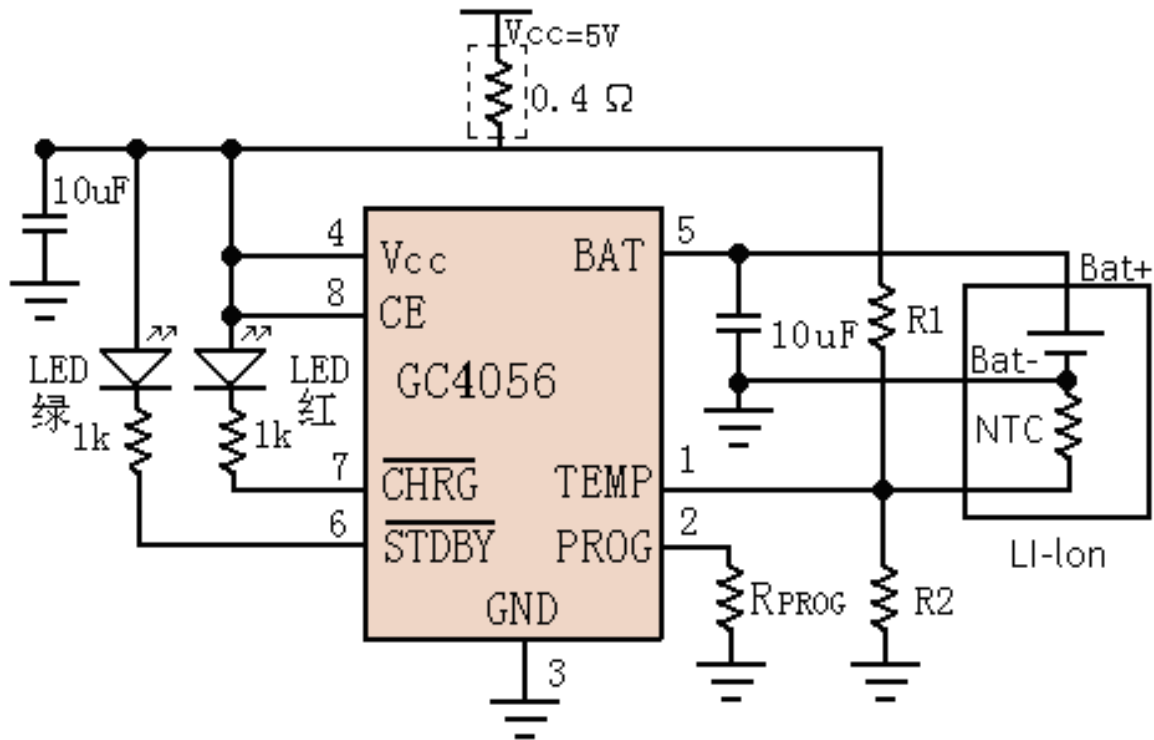 Vcc=5V
0.4 Ω
10uF
4
Vcc
BAT
5
Bat+
8
CE
10uF
R1
LED
绿
1k
LED
红
1k
GC4056
Bat-
NTC
7
CHRG
TEMP
1
6
STDBY
PROG
2
LI-lon
RPROG
R2
GND
3